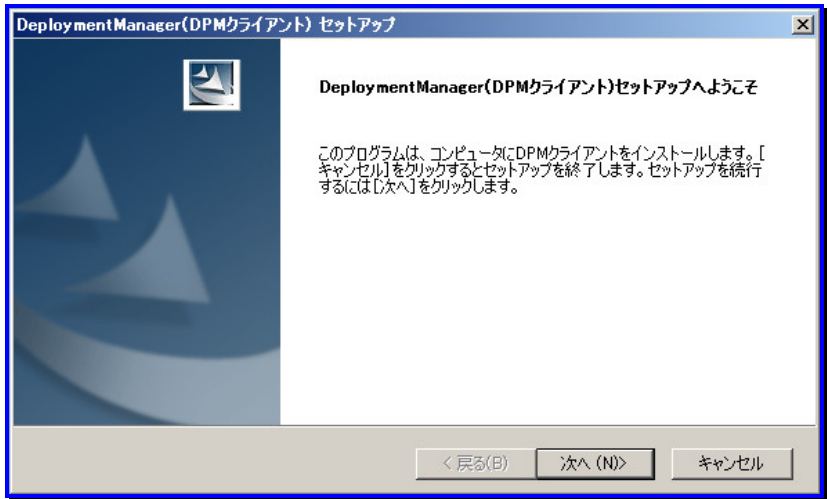 DeploymentManager(DPMクライアント) セットアップ
DeploymentManager(DPMクライアント)セットアップへようこそ
このプログラムは、コンピュータにDPMクライアントをインストールします。[
キャンセル]をクリックするとセットアップを終了します。セットアップを続行
するには[次へ]をクリックします。
< 戻る(B)
次へ (N)>
キャンセル